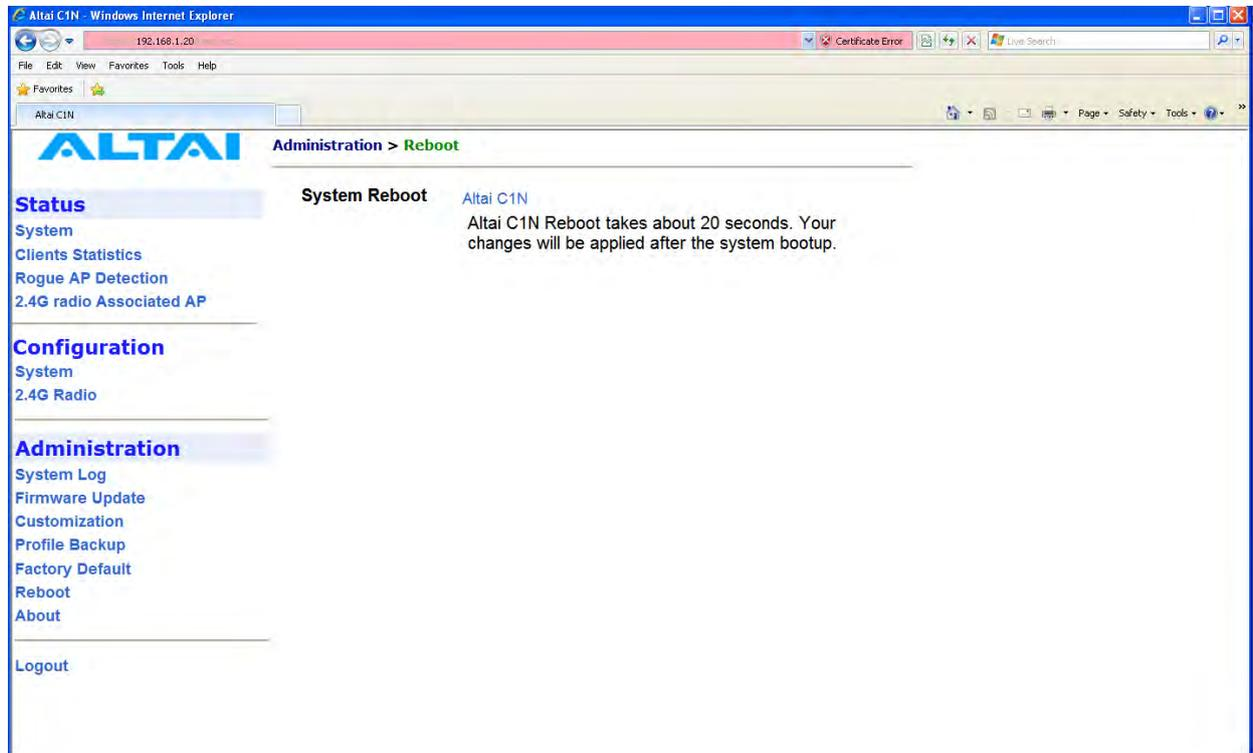 Altai C1N - Windows Internet Explorer
192.168.1.20
Certificate Error
Live Search
File Edit View Favorites Tools Help
Favorites
Altai C1N
Page Safety Tools
ALTAI
Administration > Reboot
System Reboot
Altai C1N
Altai C1N Reboot takes about 20 seconds. Your
changes will be applied after the system bootup.
Status
System
Clients Statistics
Rogue AP Detection
2.4G radio Associated AP
Configuration
System
2.4G Radio
Administration
System Log
Firmware Update
Customization
Profile Backup
Factory Default
Reboot
About
Logout